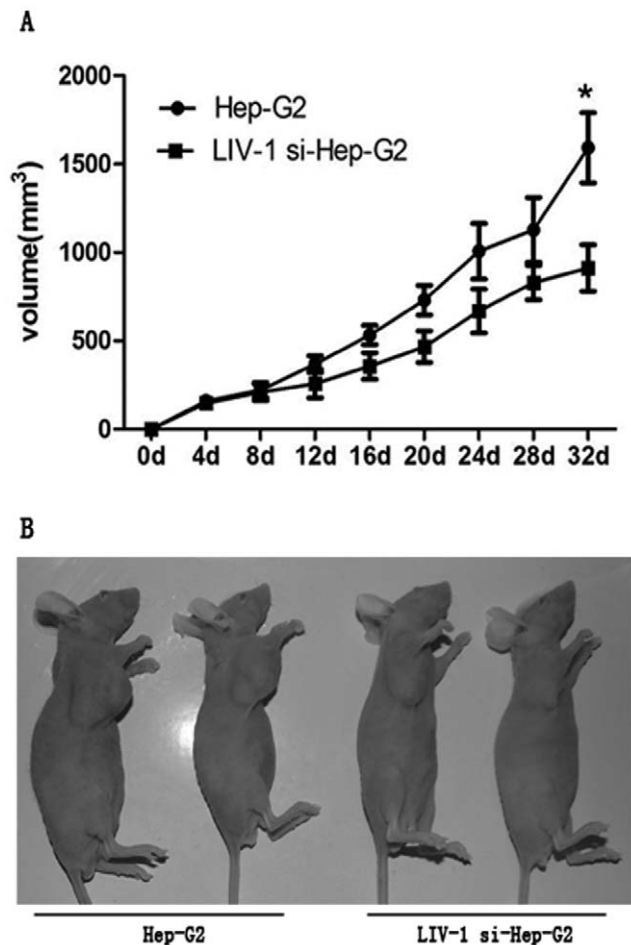 A
2000
1500
1000
500
0
volume(mm³)
Hep-G2
LIV-1 si-Hep-G2
*
0d 4d 8d 12d 16d 20d 24d 28d 32d
B
Hep-G2 LIV-1 si-Hep-G2